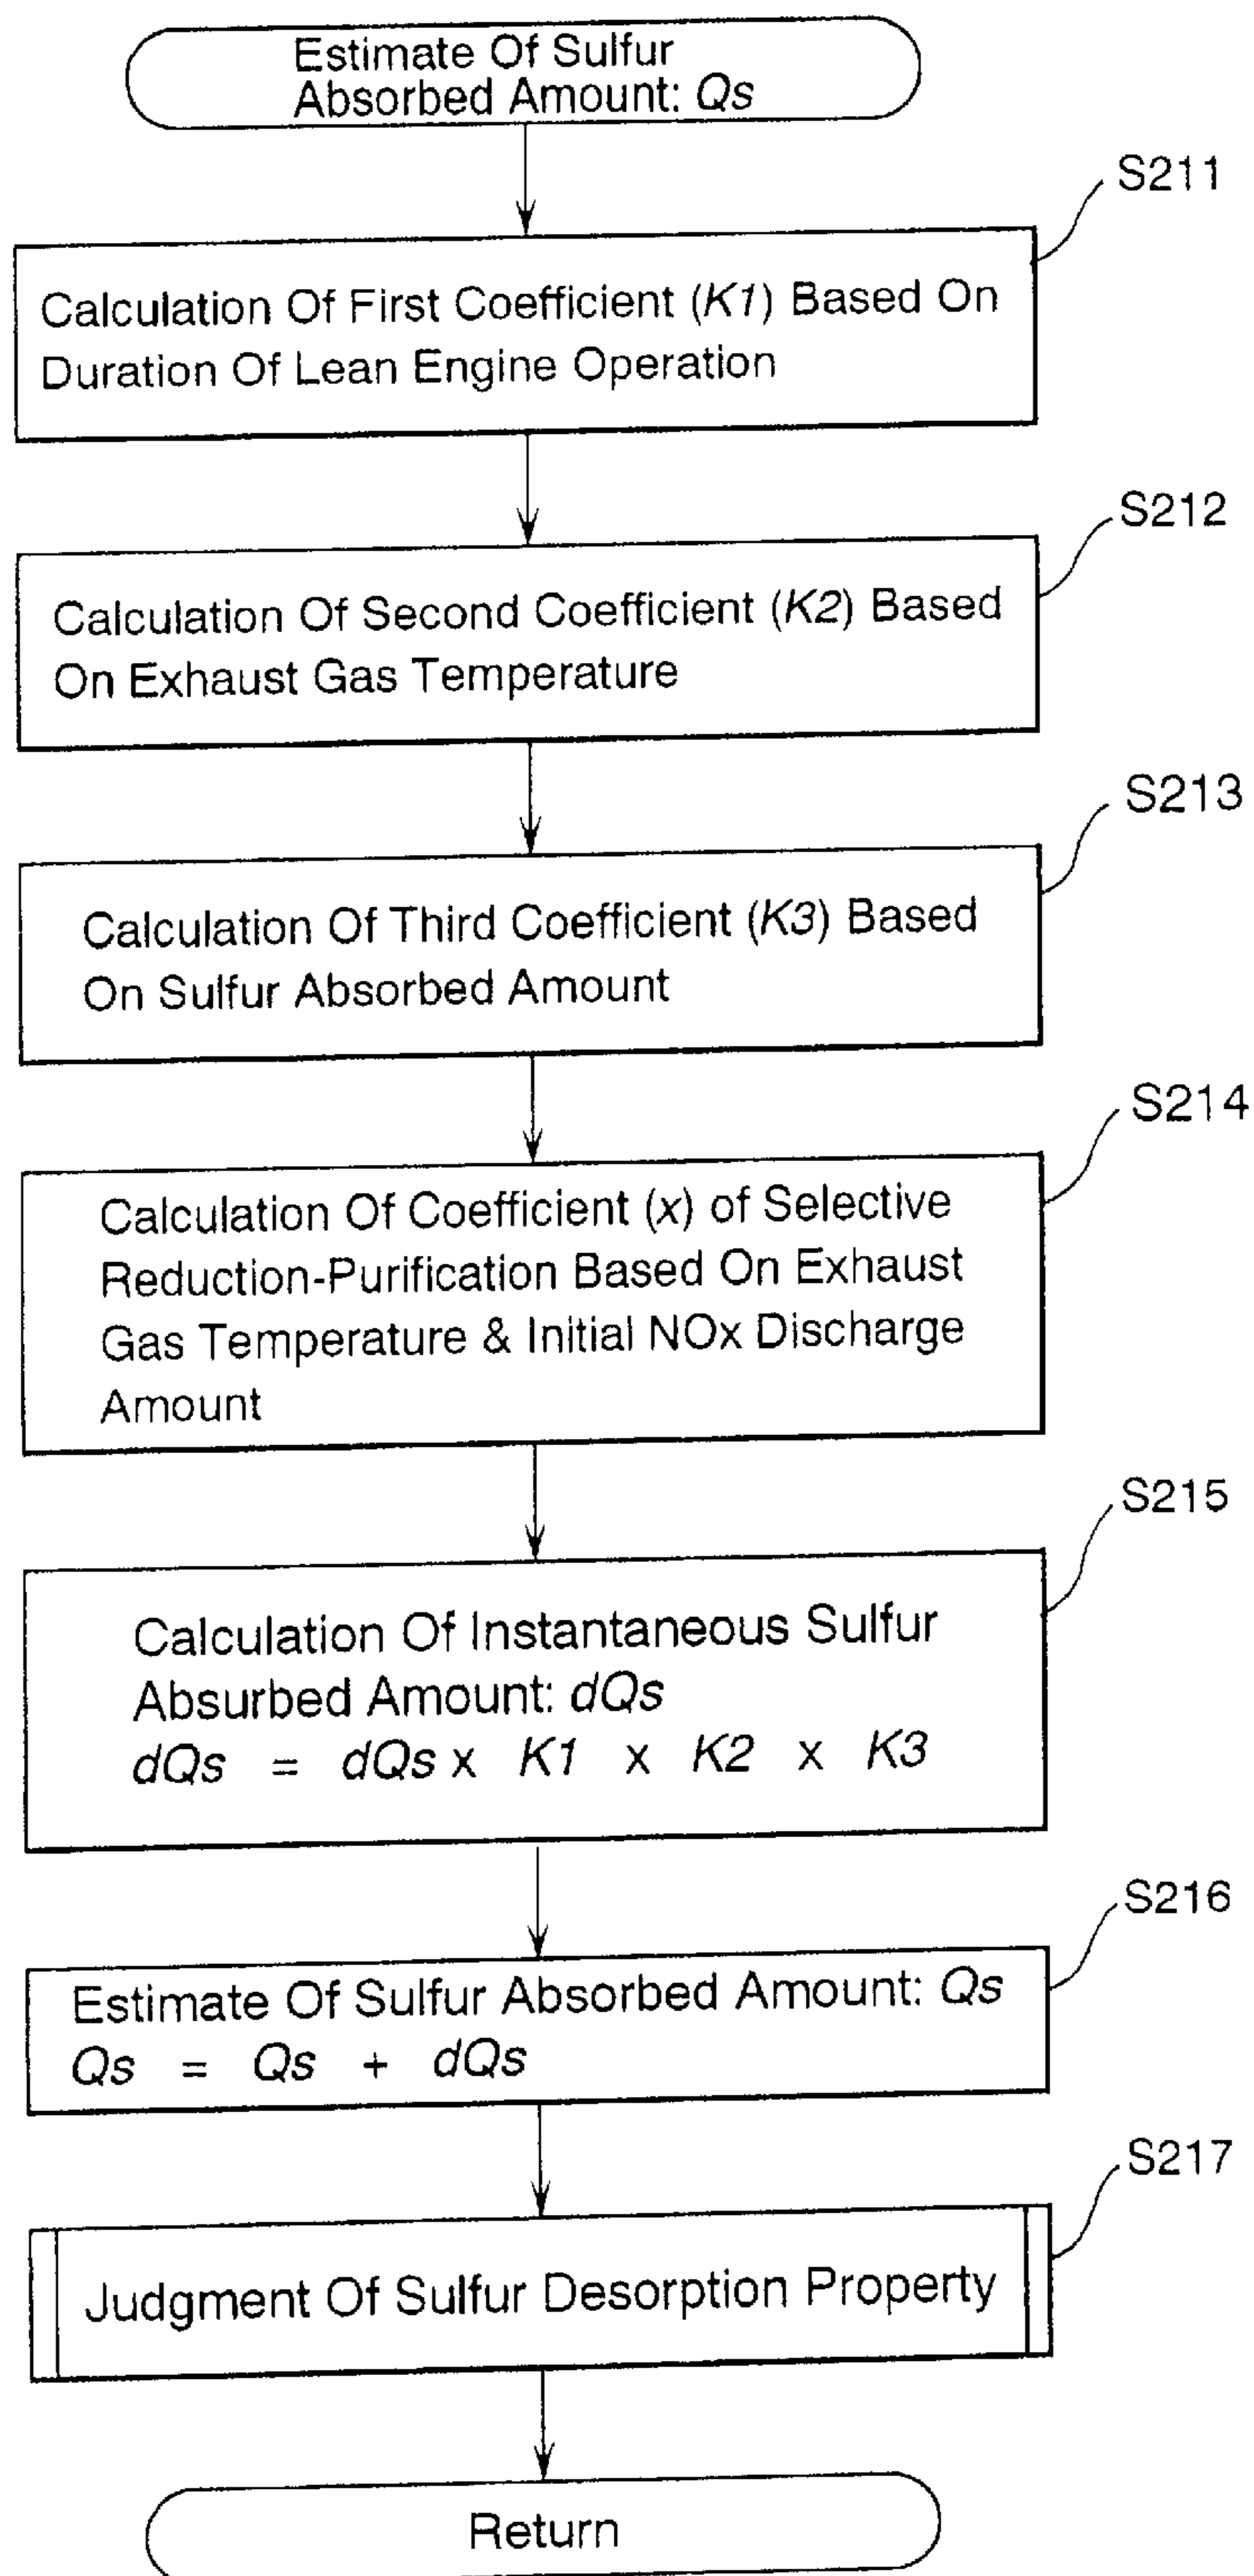 Estimate Of Sulfur
Absorbed Amount: Qs
S211
Calculation Of First Coefficient (K1) Based On
Duration Of Lean Engine Operation
S212
Calculation Of Second Coefficient (K2) Based
On Exhaust Gas Temperature
S213
Calculation Of Third Coefficient (K3) Based
On Sulfur Absorbed Amount
S214
Calculation Of Coefficient (x) of Selective
Reduction-Purification Based On Exhaust
Gas Temperature & Initial NOx Discharge
Amount
S215
Calculation Of Instantaneous Sulfur
Absurbed Amount: dQs
dQs = dQs x K1 x K2 x K3
S216
Estimate Of Sulfur Absorbed Amount: Qs
Qs = Qs + dQs
S217
Judgment Of Sulfur Desorption Property
Return